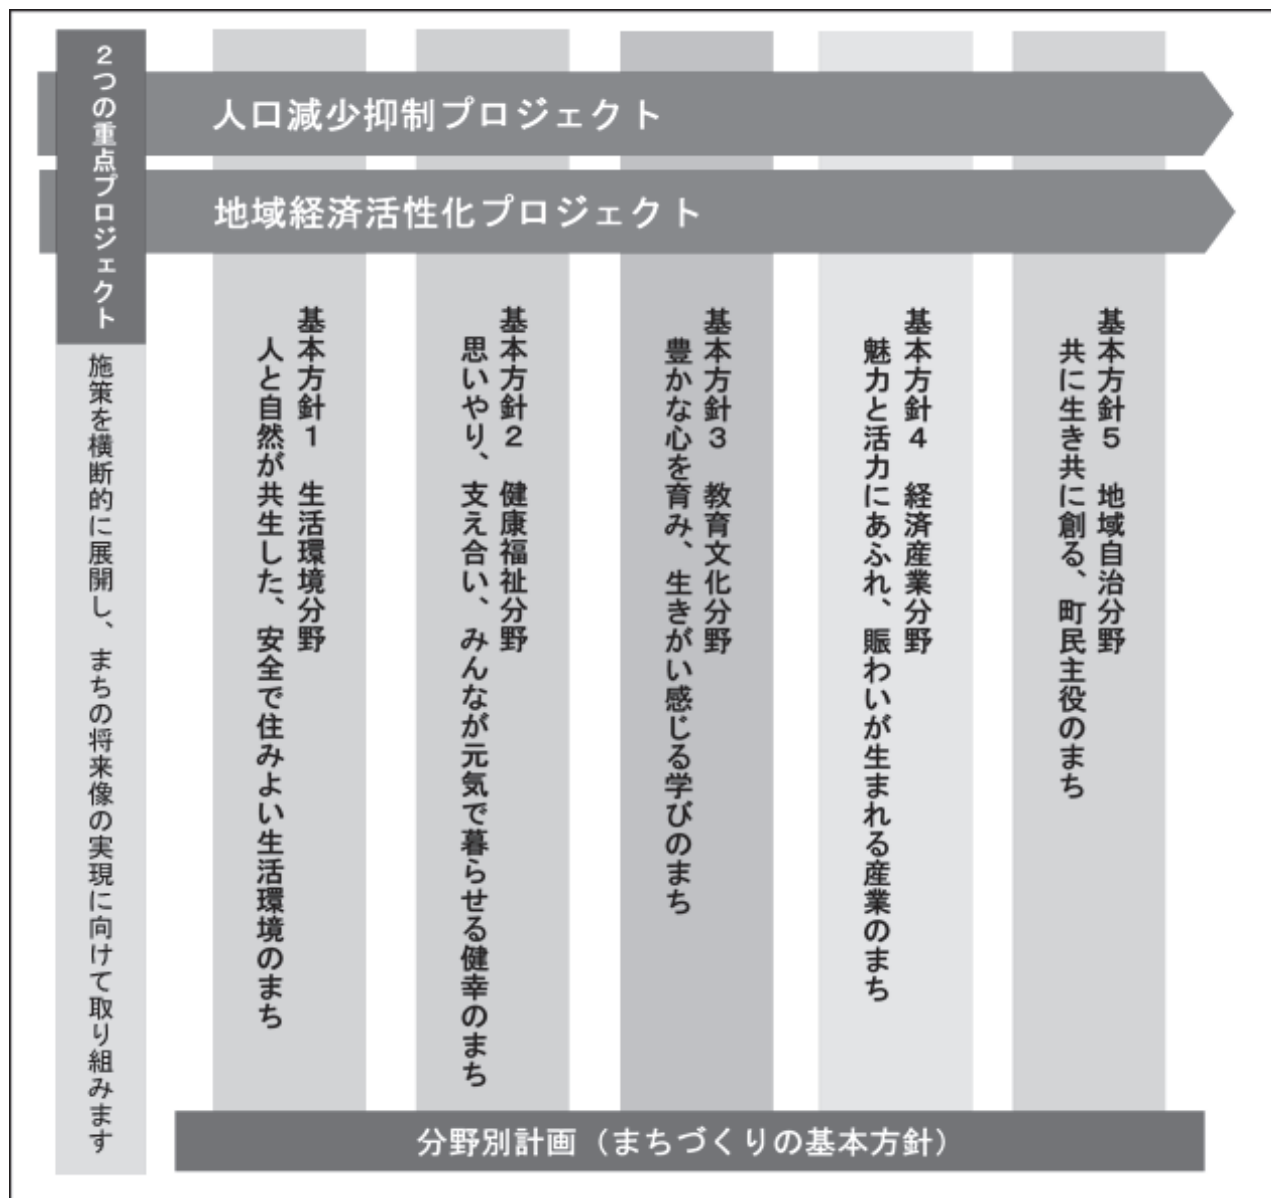 2つの重点プロジェクト
施策を横断的に展開し、まちの将来像の実現に向けて取り組みます
人口減少抑制プロジェクト
地域経済活性化プロジェクト
基本方針1 生活環境分野
人と自然が共生した、安全で住みよい生活環境のまち
基本方針2 健康福祉分野
思いやり、支え合い、みんなが元気で暮らせる健幸のまち
基本方針3 教育文化分野
豊かな心を育み、生きがい感じる学びのまち
基本方針4 経済産業分野
魅力と活力にあふれ、賑わいが生まれる産業のまち
基本方針5 地域自治分野
共に生き共に創る、町民主役のまち
分野別計画（まちづくりの基本方針）